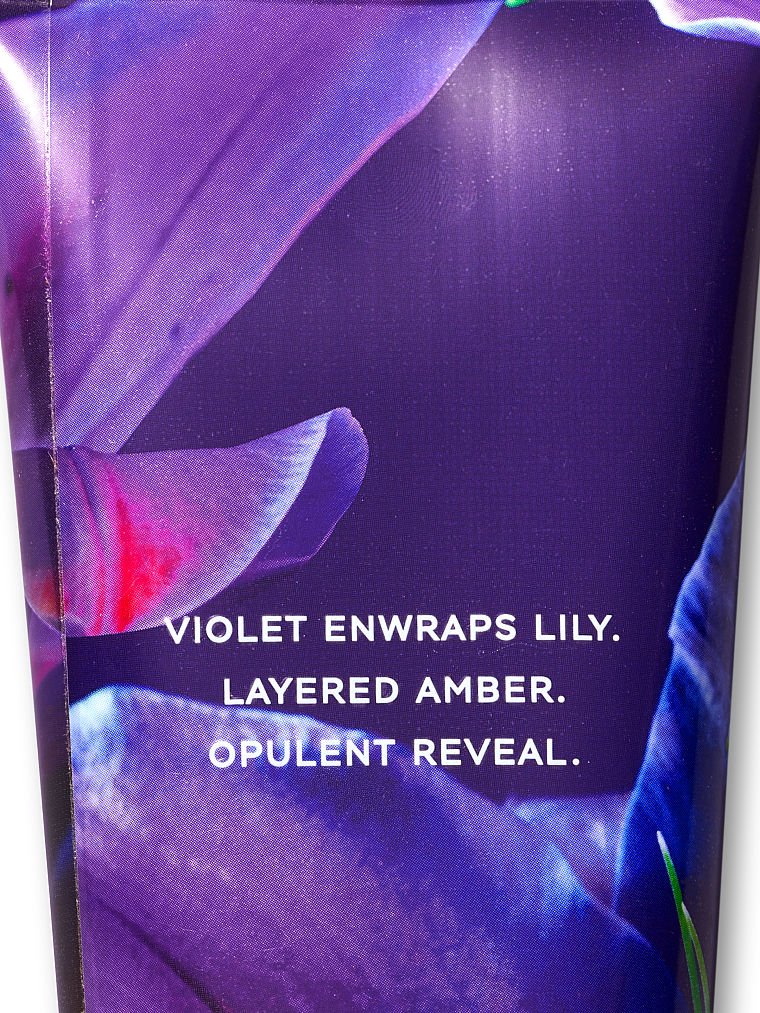 VIOLET ENWRAPS LILY.
LAYERED AMBER.
OPULENT REVEAL.